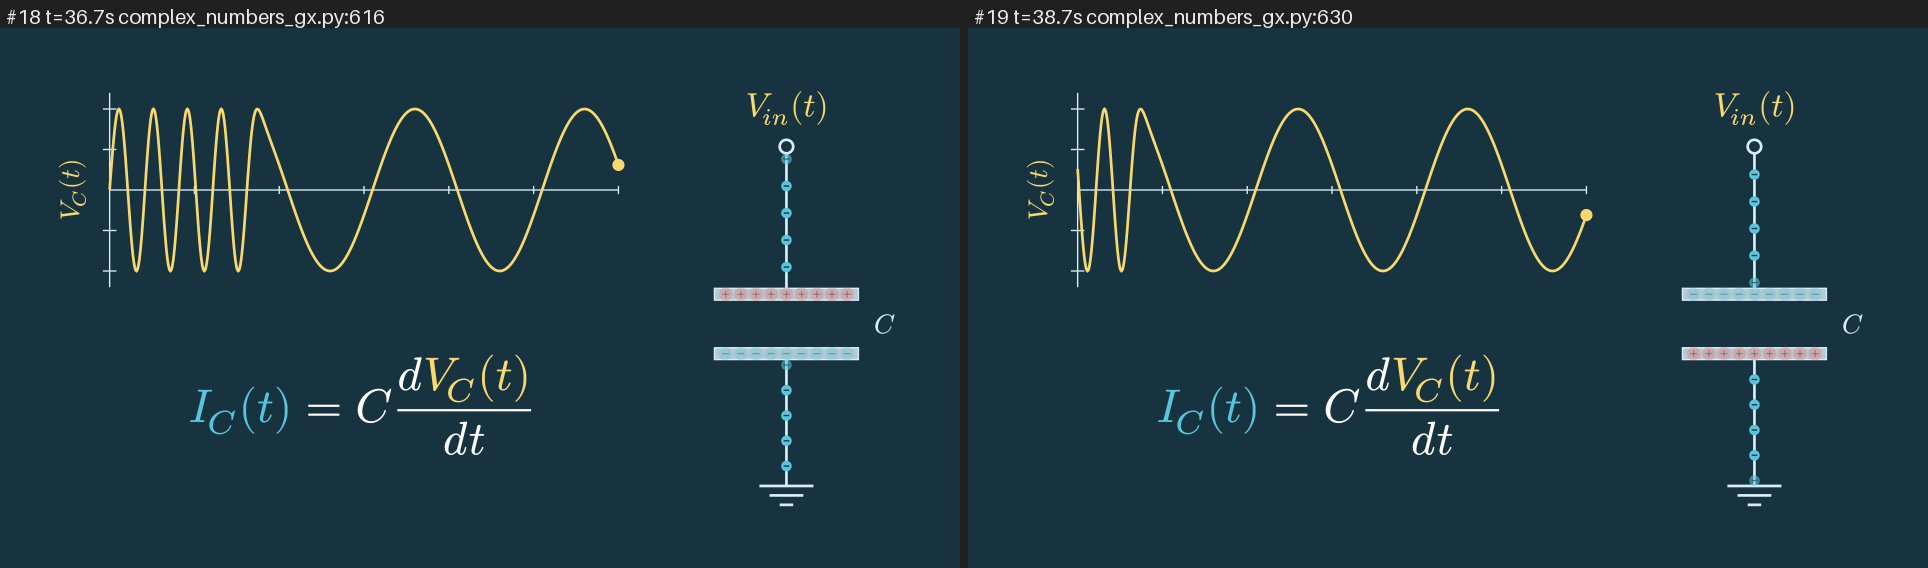 #18 t=36.7s complex_numbers_gx.py:616
V_in(t)
V_C(t)
C
I_C(t) = C dV_C(t)/dt
#19 t=38.7s complex_numbers_gx.py:630
V_in(t)
V_C(t)
C
I_C(t) = C dV_C(t)/dt